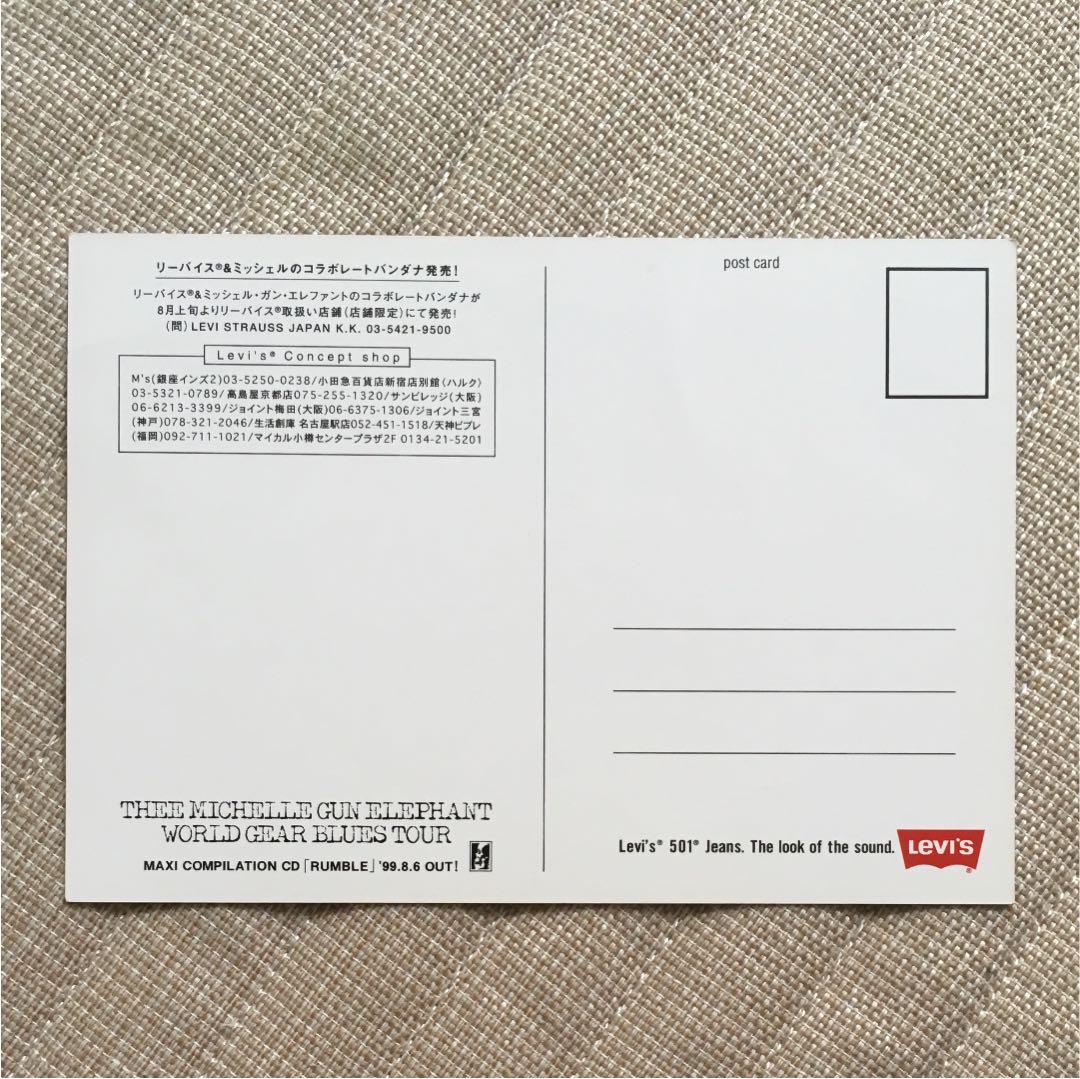 リーバイス®&ミッシェルのコラボレートバンダナ発売！
リーバイス®&ミッシェル・ガン・エレファントのコラボレートバンダナが
8月上旬よりリーバイス®取扱い店舗（店舗限定）にて発売！
（問）LEVI STRAUSS JAPAN K.K. 03-5421-9500
Levi's® Concept shop
M's(銀座インズ2)03-5250-0238/小田急百貨店新宿店別館〈ハルク〉
03-5321-0789/髙島屋京都店075-255-1320/サンビレッジ(大阪)
06-6213-3399/ジョイント梅田(大阪)06-6375-1306/ジョイント三宮
(神戸)078-321-2046/生活創庫 名古屋駅店052-451-1518/天神ビブレ
(福岡)092-711-1021/マイカル小樽センタープラザ2F 0134-21-5201
THEE MICHELLE GUN ELEPHANT
WORLD GEAR BLUES TOUR
MAXI COMPILATION CD「RUMBLE」'99.8.6 OUT!
post card
Levi's® 501® Jeans. The look of the sound.
LEVI'S
®